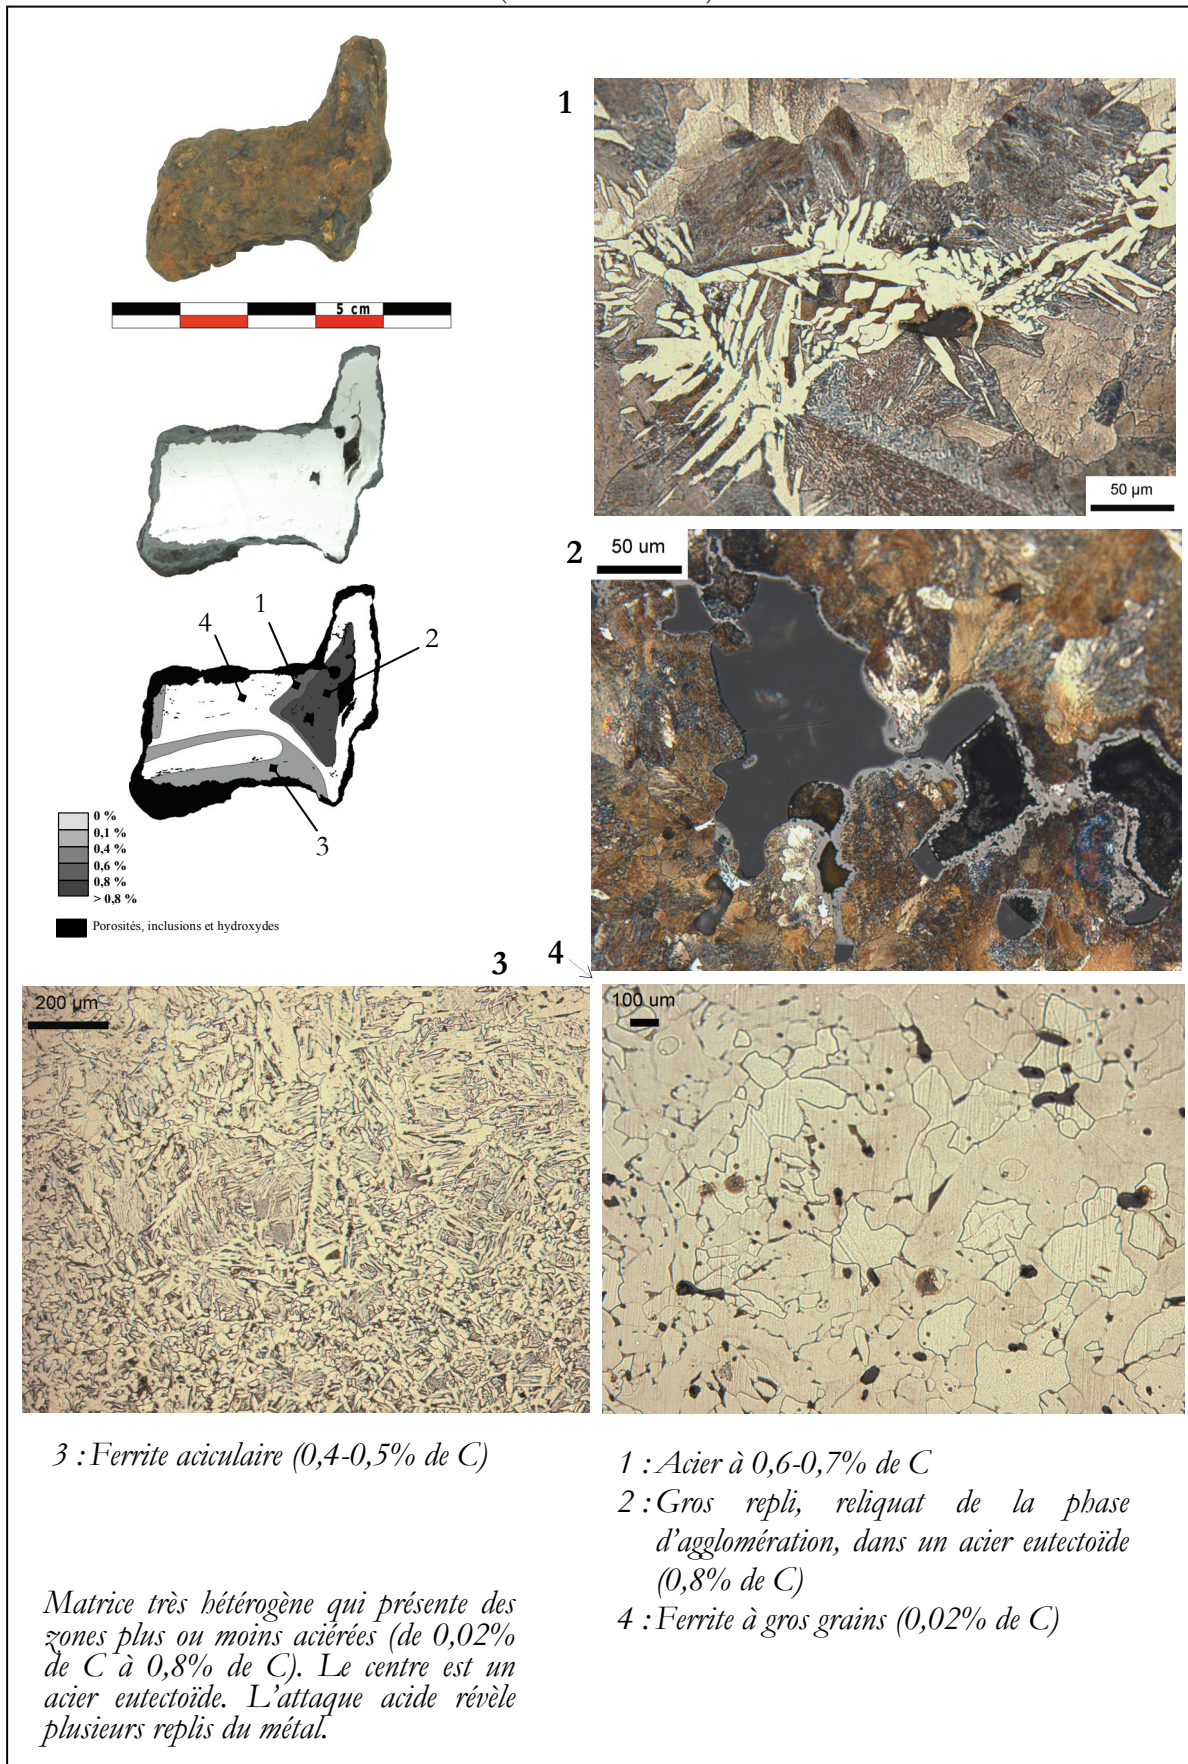 1
5 cm
50 µm
2
50 um
1
4
2
3
0 %
0,1 %
0,4 %
0,6 %
0,8 %
> 0,8 %
Porosités, inclusions et hydroxydes
3
4
200 µm
100 um
3 : Ferrite aciculaire (0,4-0,5% de C)
Matrice très hétérogène qui présente des
zones plus ou moins aciérées (de 0,02%
de C à 0,8% de C). Le centre est un
acier eutectoïde. L'attaque acide révèle
plusieurs replis du métal.
1 : Acier à 0,6-0,7% de C
2 : Gros repli, reliquat de la phase
d'agglomération, dans un acier eutectoïde
(0,8% de C)
4 : Ferrite à gros grains (0,02% de C)